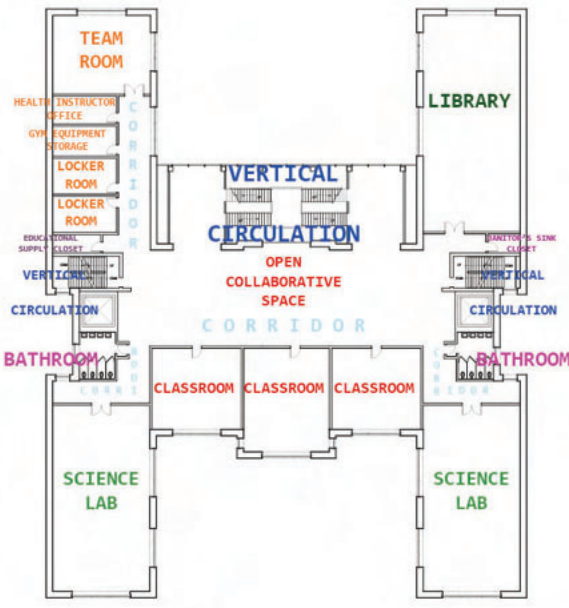 TEAM
ROOM
LIBRARY
HEALTH INSTRUCTOR
OFFICE
GYM EQUIPMENT
STORAGE
CORRIDOR
LOCKER
ROOM
LOCKER
ROOM
VERTICAL
CIRCULATION
EDUCATIONAL
SUPPLY CLOSET
JANITOR'S SINK
CLOSET
OPEN
COLLABORATIVE
SPACE
VERTICAL
CIRCULATION
VERTICAL
CIRCULATION
CORRIDOR
BATHROOM
BATHROOM
CORRIDOR
CORRIDOR
CLASSROOM
CLASSROOM
CLASSROOM
SCIENCE
LAB
SCIENCE
LAB